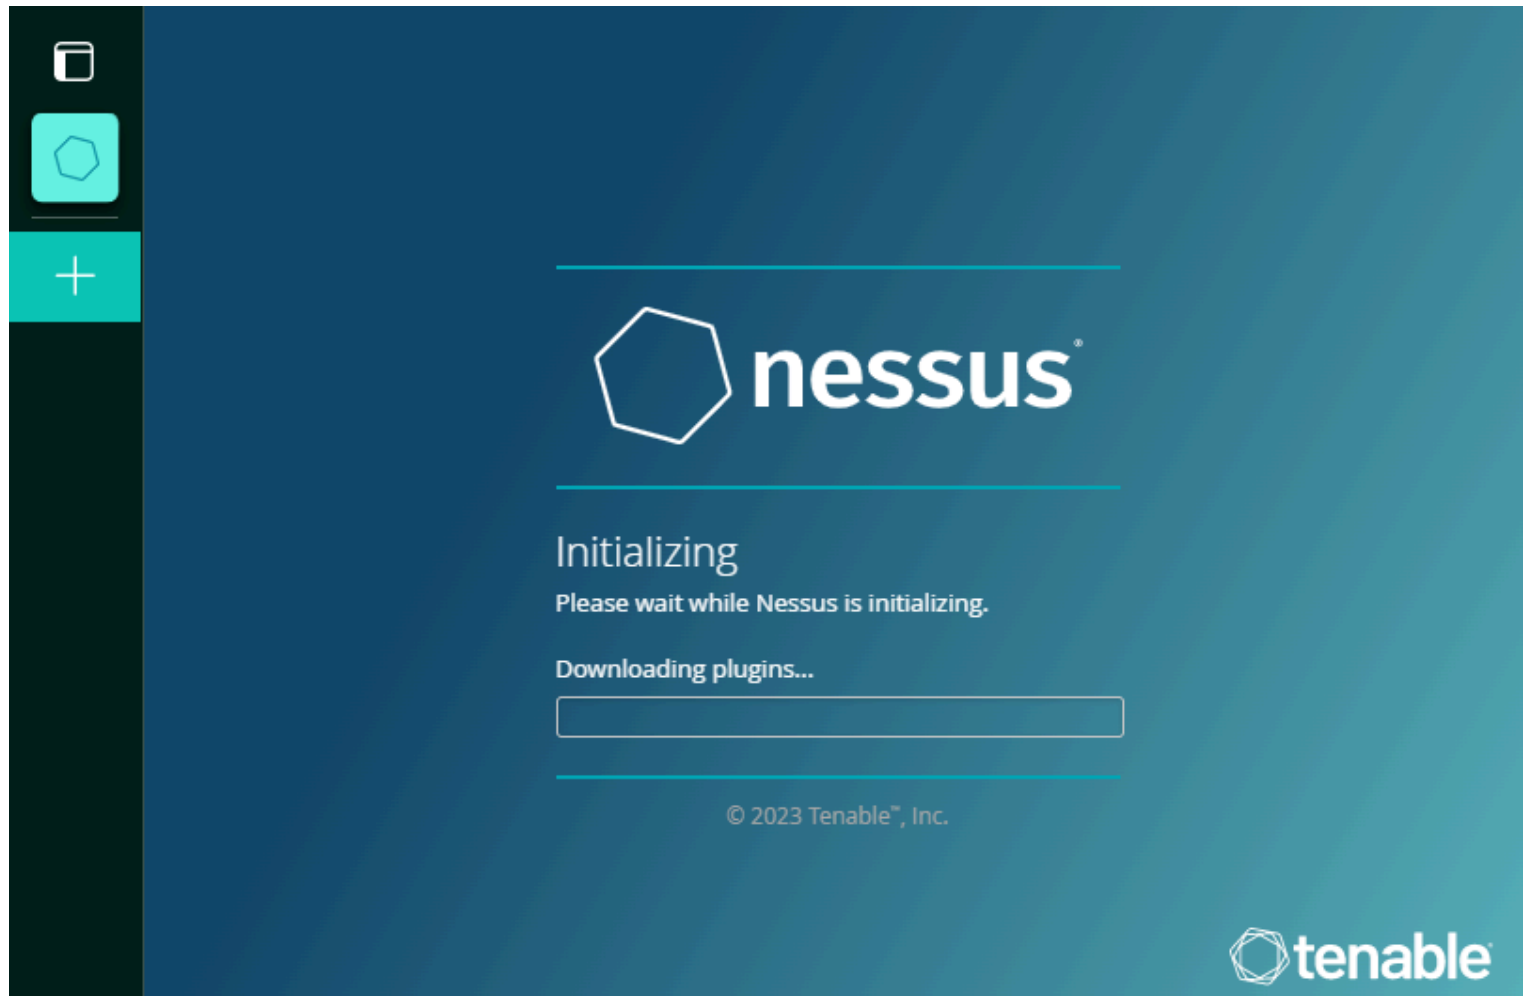 nessus®
Initializing
Please wait while Nessus is initializing.
Downloading plugins...
© 2023 Tenable™, Inc.
tenable